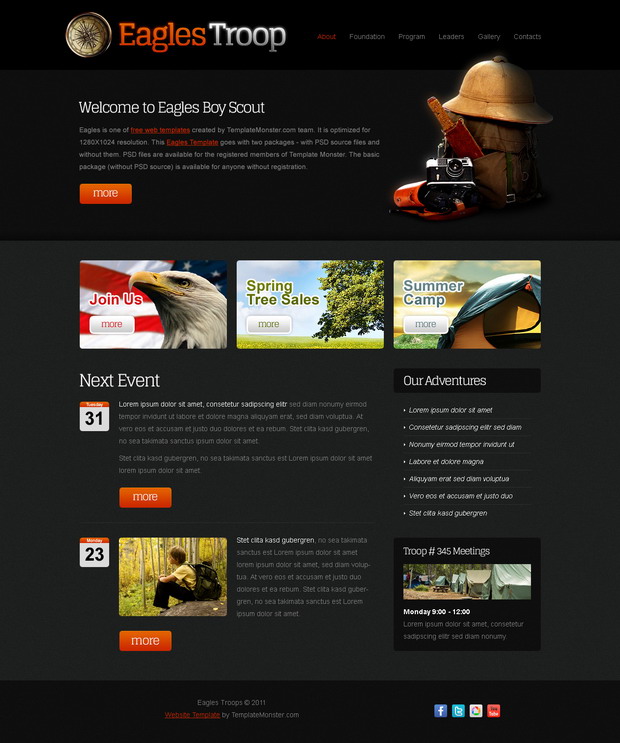 Eagles Troop
About Foundation Program Leaders Gallery Contacts
Welcome to Eagles Boy Scout
Eagles is one of free web templates created by TemplateMonster.com team. It is optimized for
1280X1024 resolution. This Eagles Template goes with two packages - with PSD source files and
without them. PSD files are available for the registered members of Template Monster. The basic
package (without PSD source) is available for anyone without registration.
more
Join Us
more
Spring
Tree Sales
more
Summer
Camp
more
Next Event
Tuesday
31
Lorem ipsum dolor sit amet, consetetur sadipscing elitr sed diam nonumy eirmod
tempor invidunt ut labore et dolore magna aliquyam erat, sed diam voluptua. At
vero eos et accusam et justo duo dolores et ea rebum. Stet clita kasd gubergren,
no sea takimata sanctus ipsum dolor sit amet.
Stet clita kasd gubergren, no sea takimata sanctus est Lorem ipsum dolor sit amet
lorem ipsum dolor sit amet.
more
Monday
23
Stet clita kasd gubergren, no sea takimata
sanctus est Lorem ipsum dolor sit amet
lorem ipsum dolor sit amet
lorem ipsum dolor sit amet, sed diam volup-
tua. At vero eos et accusam et justo duo
dolores et ea rebum. Stet clita kasd guber-
gren, no sea takimata sanctus est Lorem
ipsum dolor sit amet.
more
Our Adventures
Lorem ipsum dolor sit amet
Consetetur sadipscing elitr sed diam
Nonumy eirmod tempor invidunt ut
Labore et dolore magna
Aliquyam erat, sed diam voluptua
Vero eos et accusam et justo duo
Stet clita kasd gubergren
Troop # 345 Meetings
Monday 9:00 - 12:00
Lorem ipsum dolor sit amet, consetetur
sadipscing elitr sed diam nonumy.
Eagles Troops © 2011
Website Template by TemplateMonster.com